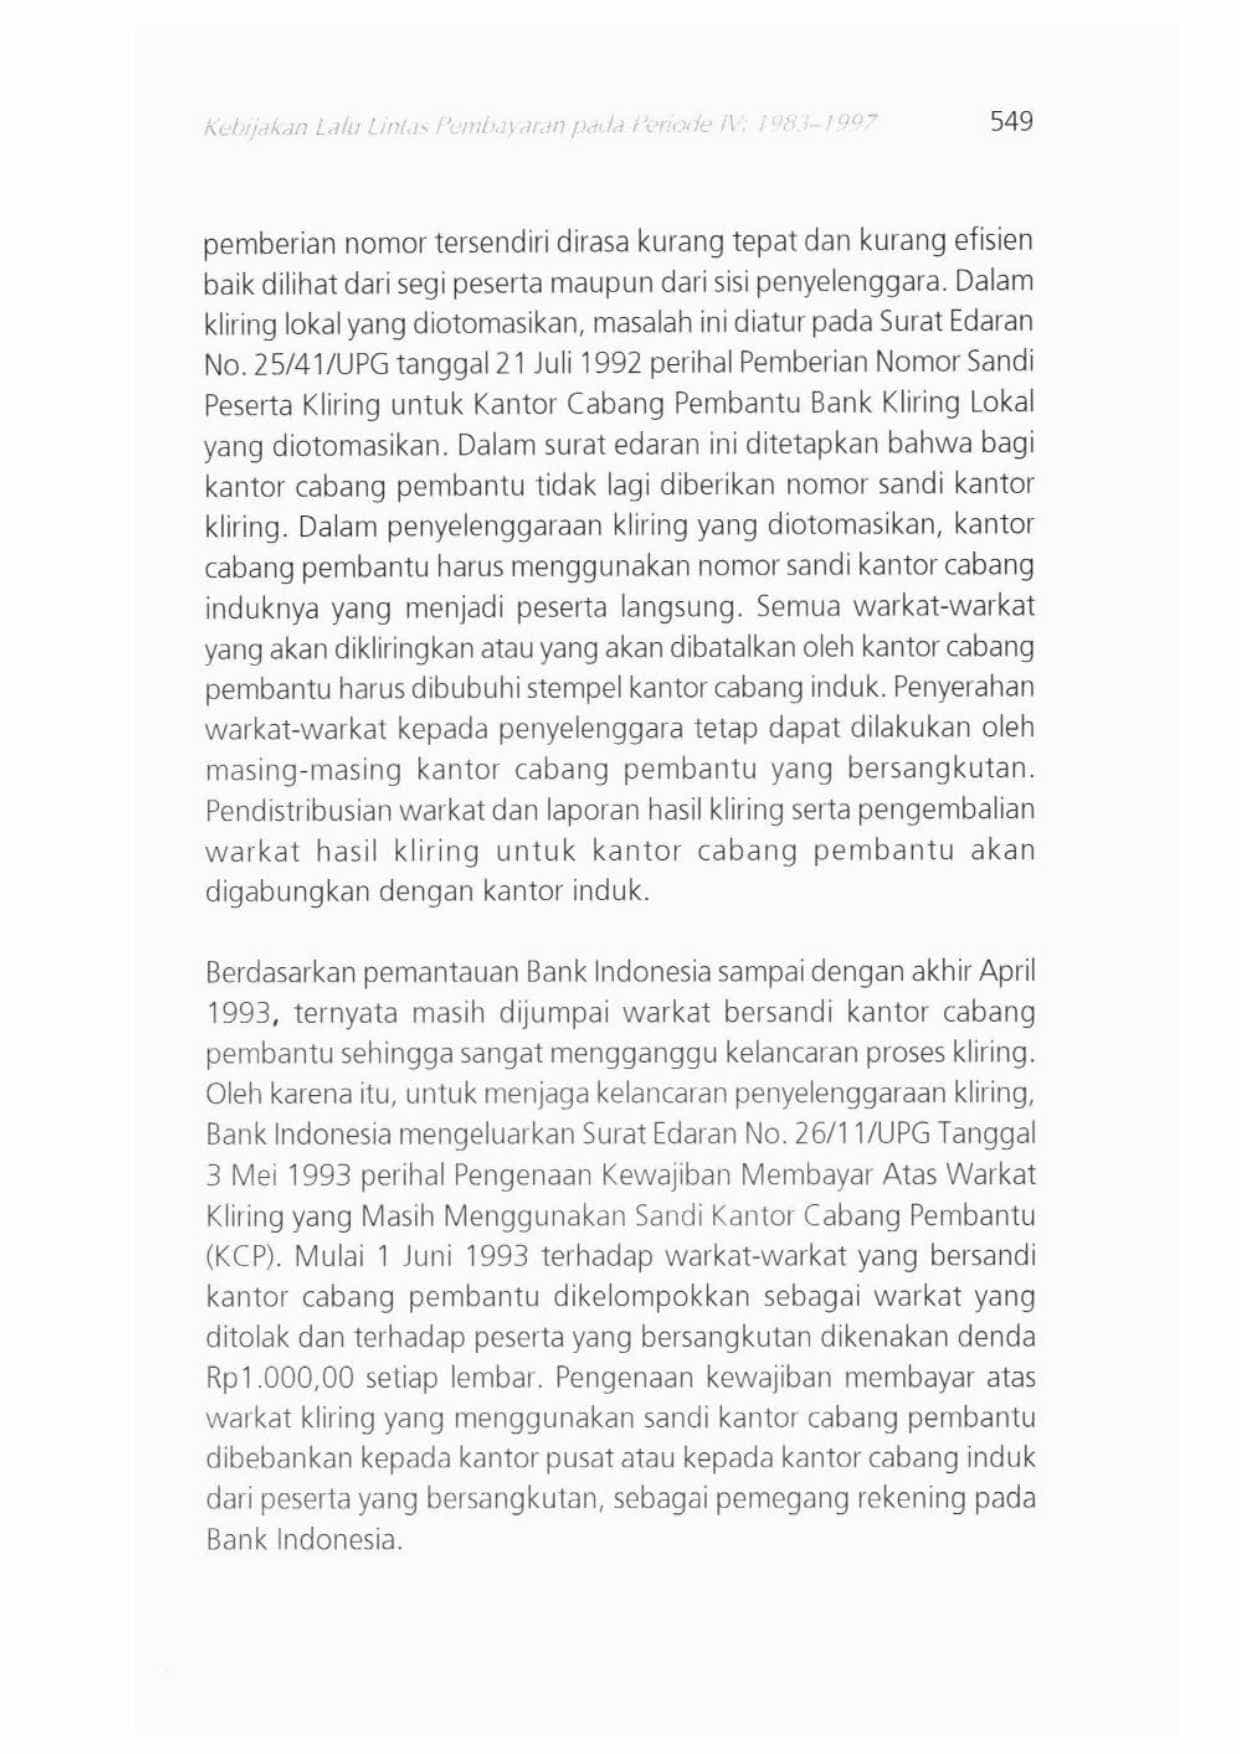 Kebijakan Lalu Lintas Pembayaran pada Periode IV: 1983–1997 549
pemberian nomor tersendiri dirasa kurang tepat dan kurang efisien
baik dilihat dari segi peserta maupun dari sisi penyelenggara. Dalam
kliring lokal yang diotomasikan, masalah ini diatur pada Surat Edaran
No. 25/41/UPG tanggal 21 Juli 1992 perihal Pemberian Nomor Sandi
Peserta Kliring untuk Kantor Cabang Pembantu Bank Kliring Lokal
yang diotomasikan. Dalam surat edaran ini ditetapkan bahwa bagi
kantor cabang pembantu tidak lagi diberikan nomor sandi kantor
kliring. Dalam penyelenggaraan kliring yang diotomasikan, kantor
cabang pembantu harus menggunakan nomor sandi kantor cabang
induknya yang menjadi peserta langsung. Semua warkat-warkat
yang akan dikliringkan atau yang akan dibatalkan oleh kantor cabang
pembantu harus dibubuhi stempel kantor cabang induk. Penyerahan
warkat-warkat kepada penyelenggara tetap dapat dilakukan oleh
masing-masing kantor cabang pembantu yang bersangkutan.
Pendistribusian warkat dan laporan hasil kliring serta pengembalian
warkat hasil kliring untuk kantor cabang pembantu akan
digabungkan dengan kantor induk.
Berdasarkan pemantauan Bank Indonesia sampai dengan akhir April
1993, ternyata masih dijumpai warkat bersandi kantor cabang
pembantu sehingga sangat mengganggu kelancaran proses kliring.
Oleh karena itu, untuk menjaga kelancaran penyelenggaraan kliring,
Bank Indonesia mengeluarkan Surat Edaran No. 26/11/UPG Tanggal
3 Mei 1993 perihal Pengenaan Kewajiban Membayar Atas Warkat
Kliring yang Masih Menggunakan Sandi Kantor Cabang Pembantu
(KCP). Mulai 1 Juni 1993 terhadap warkat-warkat yang bersandi
kantor cabang pembantu dikelompokkan sebagai warkat yang
ditolak dan terhadap peserta yang bersangkutan dikenakan denda
Rp1.000,00 setiap lembar. Pengenaan kewajiban membayar atas
warkat kliring yang menggunakan sandi kantor cabang pembantu
dibebankan kepada kantor pusat atau kepada kantor cabang induk
dari peserta yang bersangkutan, sebagai pemegang rekening pada
Bank Indonesia.